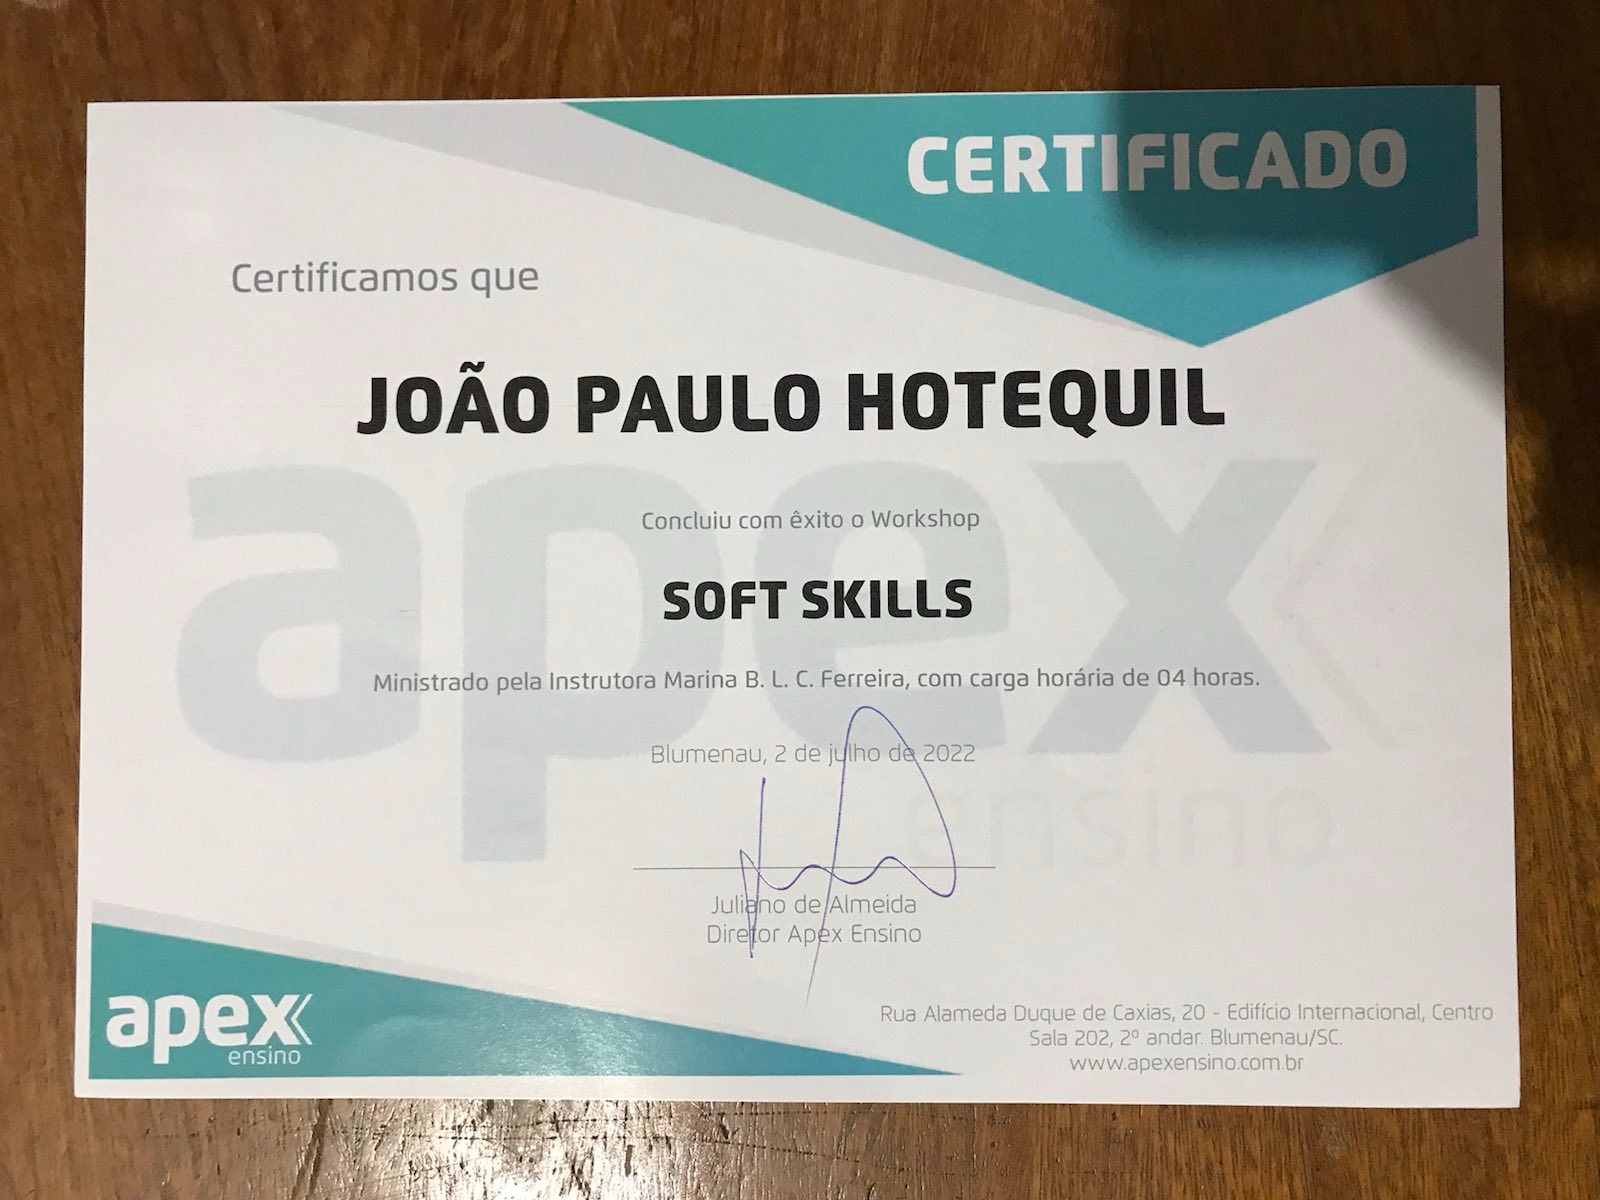 CERTIFICADO
Certificamos que
JOÃO PAULO HOTEQUIL
apex
ensino
Concluiu com êxito o Workshop
SOFT SKILLS
Ministrado pela Instrutora Marina B. L. C. Ferreira, com carga horária de 04 horas.
Blumenau, 2 de julho de 2022
Juliano de Almeida
Diretor Apex Ensino
apex
ensino
Rua Alameda Duque de Caxias, 20 - Edifício Internacional, Centro
Sala 202, 2º andar. Blumenau/SC.
www.apexensino.com.br